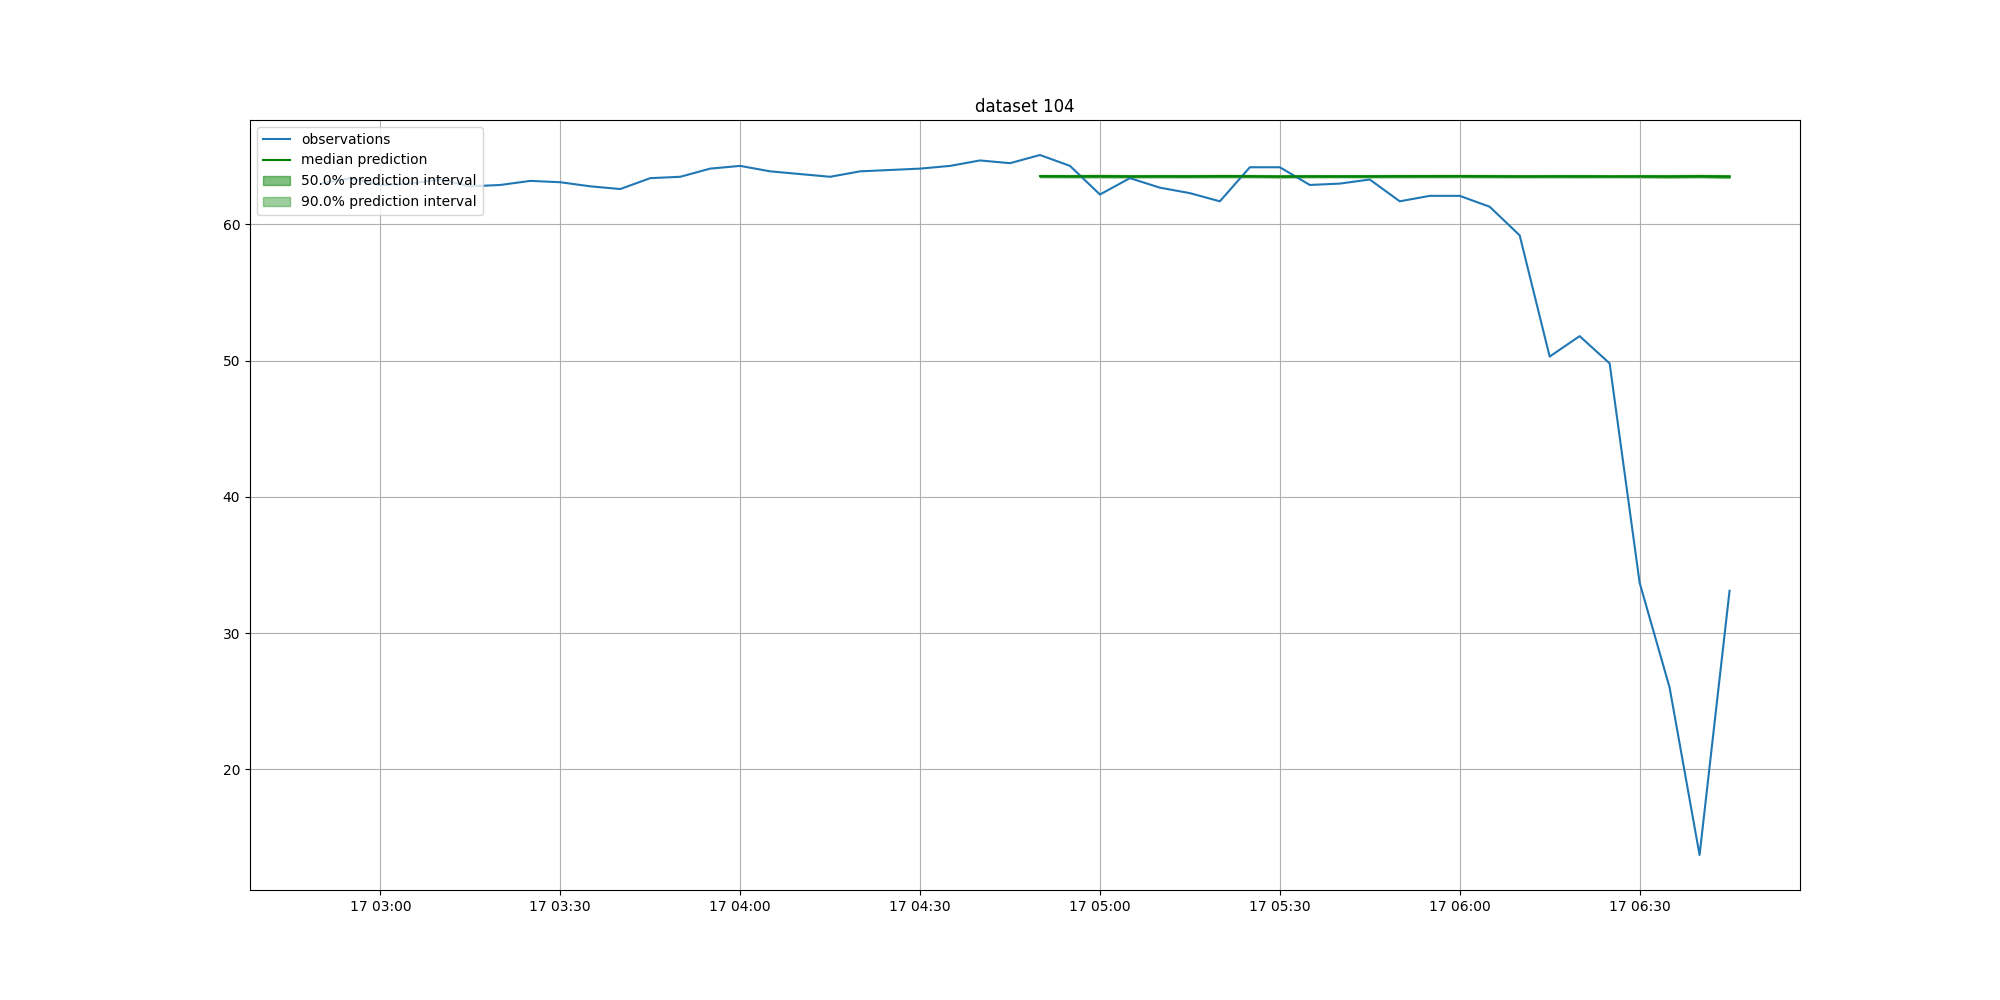 dataset 104
observations
median prediction
50.0% prediction interval
90.0% prediction interval
60
50
40
30
20
17 03:00 17 03:30 17 04:00 17 04:30 17 05:00 17 05:30 17 06:00 17 06:30